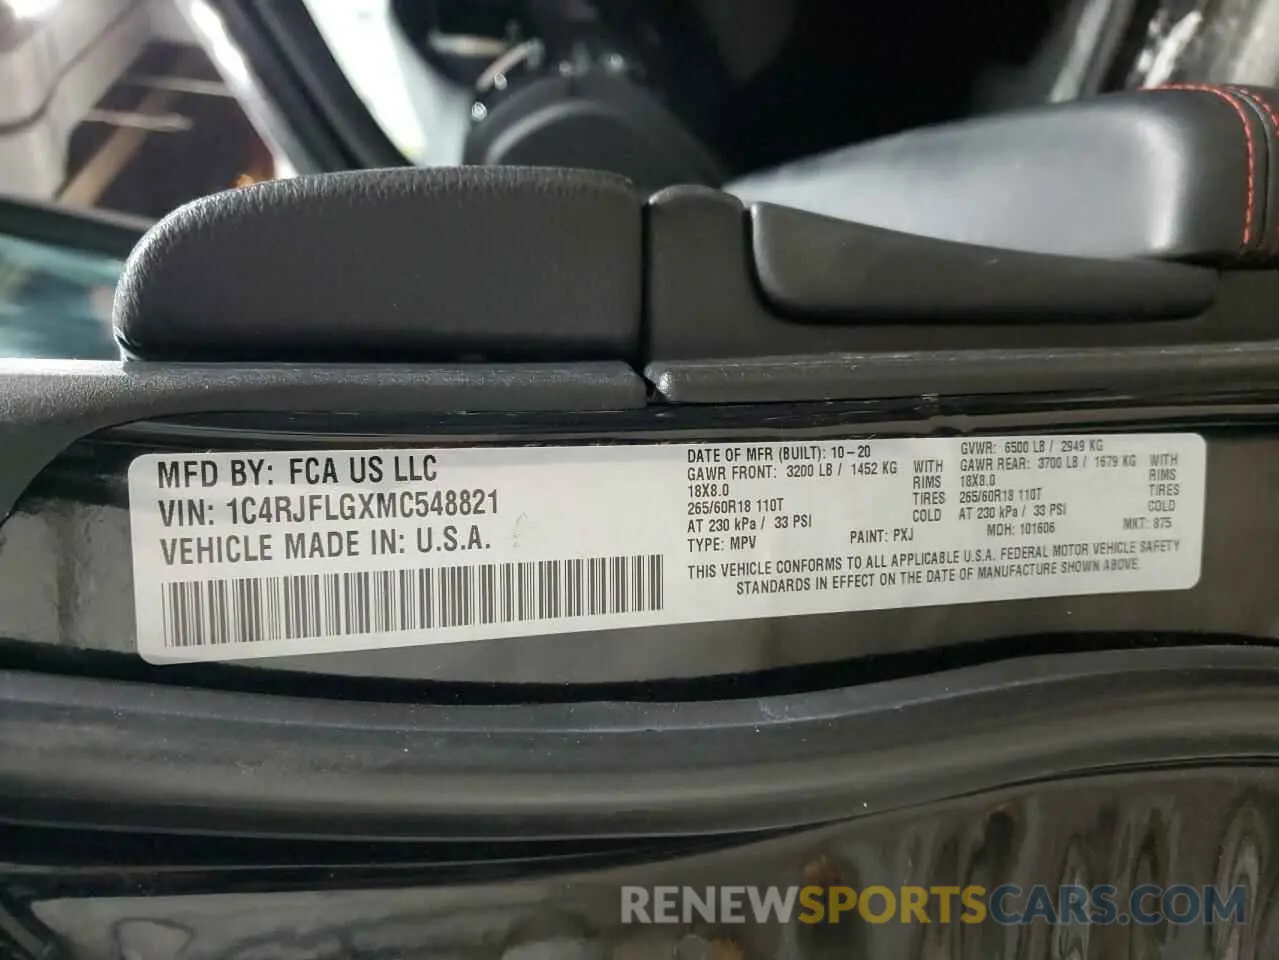 MFD BY: FCA US LLC
VIN: 1C4RJFLGXMC548821
VEHICLE MADE IN: U.S.A.
DATE OF MFR (BUILT): 10-20
GAWR FRONT: 3200 LB / 1452 KG WITH
18X8.0 RIMS
265/60R18 110T TIRES
AT 230 kPa / 33 PSI COLD
TYPE: MPV PAINT: PXJ
GVWR: 6500 LB / 2949 KG
GAWR REAR: 3700 LB / 1679 KG WITH
18X8.0 RIMS
265/60R18 110T TIRES
AT 230 kPa / 33 PSI COLD
MDH: 101606 MKT: 875
THIS VEHICLE CONFORMS TO ALL APPLICABLE U.S.A. FEDERAL MOTOR VEHICLE SAFETY
STANDARDS IN EFFECT ON THE DATE OF MANUFACTURE SHOWN ABOVE.
RENEWSPORTSCARS.COM